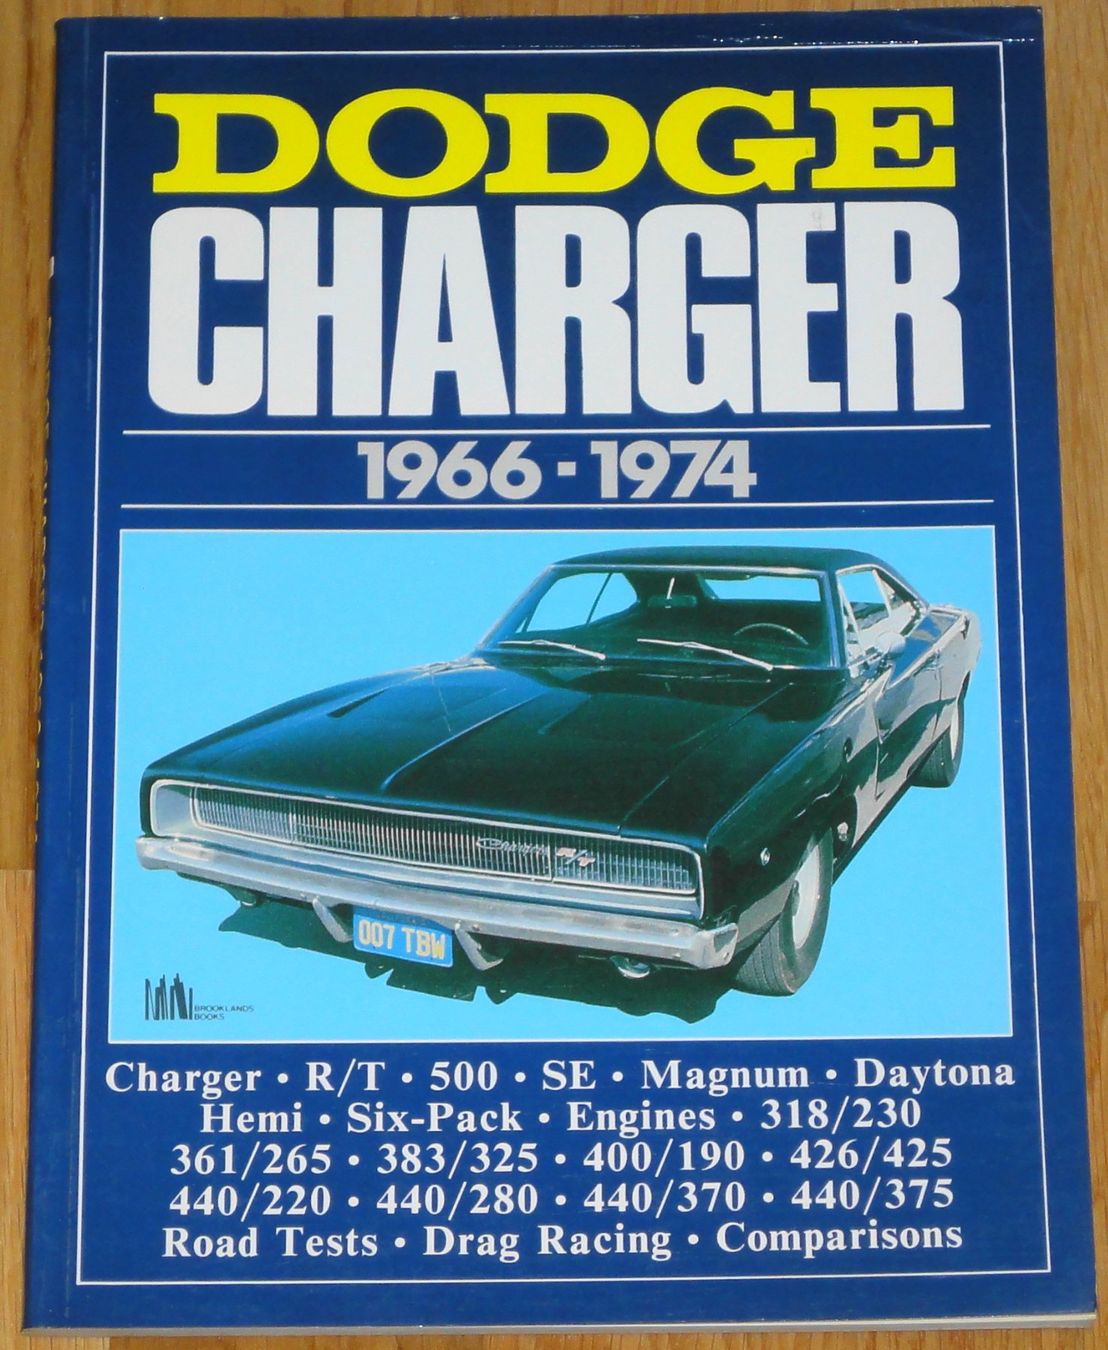 DODGE
CHARGER
1966 - 1974
Charger R/T
007 TBW
BROOKLANDS
BOOKS
Charger • R/T • 500 • SE • Magnum • Daytona
Hemi • Six-Pack • Engines • 318/230
361/265 • 383/325 • 400/190 • 426/425
440/220 • 440/280 • 440/370 • 440/375
Road Tests • Drag Racing • Comparisons